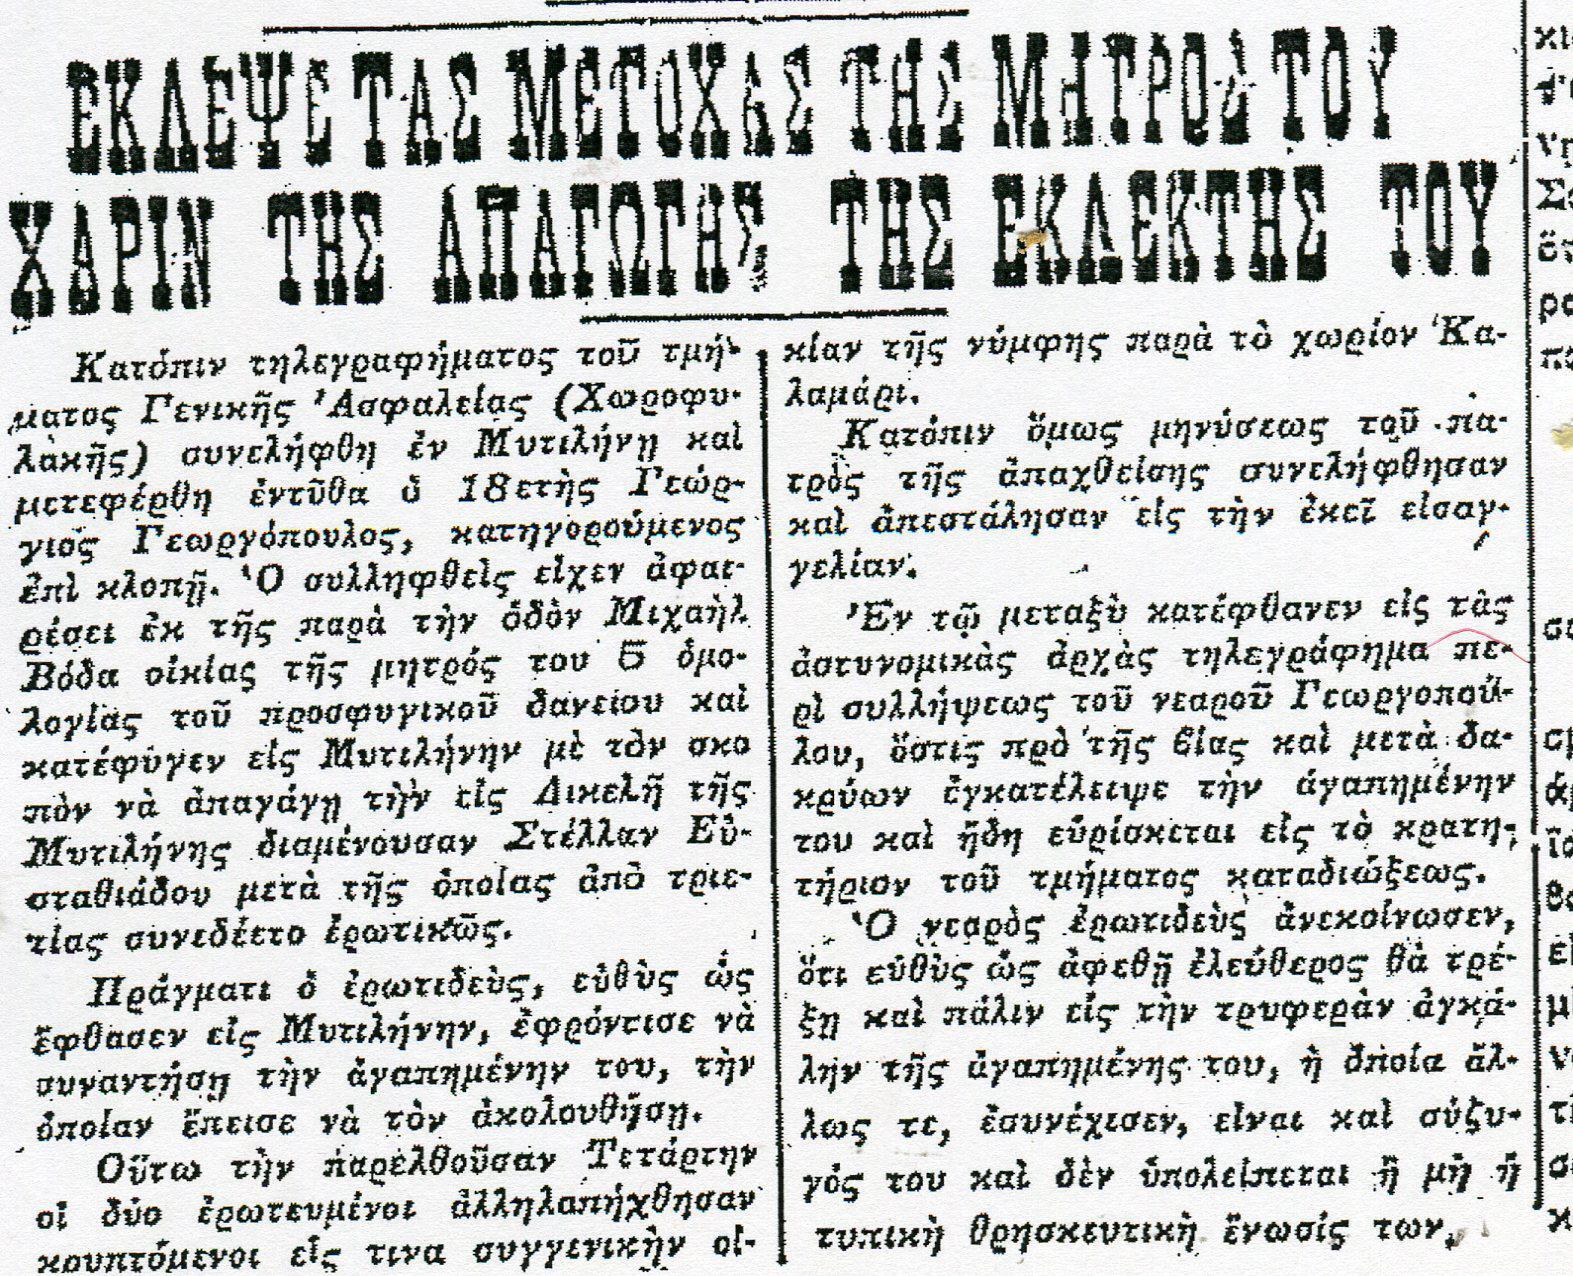 ΕΚΛΕΨΕ ΤΑΣ ΜΕΤΟΧΑΣ ΤΗΣ ΜΗΤΡΟΣ ΤΟΥ
ΧΑΡΙΝ ΤΗΣ ΑΠΑΓΩΓΗΣ ΤΗΣ ΕΚΛΕΚΤΗΣ ΤΟΥ
Κατόπιν τηλεγραφήματος τοῦ τμή-
ματος Γενικῆς Ἀσφαλείας (Χωροφυ-
λακῆς) συνελήφθη ἐν Μυτιλήνῃ καὶ
μετεφέρθη ἐντῦθα ὁ 18ετὴς Γεώρ-
γιος Γεωργόπουλος, κατηγορούμενος
ἐπὶ κλοπῇ. Ὁ συλληφθεὶς εἶχεν ἀφαι-
ρέσει ἐκ τῆς παρὰ τὴν ὁδὸν Μιχαὴλ
Βόδα οἰκίας τῆς μητρός του 5 ὁμο-
λογίας τοῦ προσφυγικοῦ δανείου καὶ
κατέφυγεν εἰς Μυτιλήνην μὲ τὸν σκο
πὸν νὰ ἀπαγάγῃ τὴν εἰς Δικελῆ τῆς
Μυτιλήνης διαμένουσαν Στέλλαν Εὐ-
σταθιάδου μετὰ τῆς ὁποίας ἀπὸ τριε-
τίας συνεδέετο ἐρωτικῶς.
Πράγματι ὁ ἐρωτιδεὺς, εὐθὺς ὡς
ἔφθασεν εἰς Μυτιλήνην, ἐφρόντισε νὰ
συναντήσῃ τὴν ἀγαπημένην του, τὴν
ὁποίαν ἔπεισε νὰ τὸν ἀκολουθήσῃ.
Οὕτω τὴν παρελθοῦσαν Τετάρτην
οἱ δύο ἐρωτευμένοι ἀλληλαπήχθησαν
κρυπτόμενοι εἰς τινα συγγενικὴν οἰ-
κίαν τῆς νύμφης παρὰ τὸ χωρίον Κα-
λαμάρι.
Κατόπιν ὅμως μηνύσεως τοῦ πα-
τρὸς τῆς ἀπαχθείσης συνελήφθησαν
καὶ ἀπεστάλησαν εἰς τὴν ἐκεῖ εἰσαγ-
γελίαν.
Ἐν τῷ μεταξὺ κατέφθανεν εἰς τὰς
ἀστυνομικὰς ἀρχὰς τηλεγράφημα πε-
ρὶ συλλήψεως τοῦ νεαροῦ Γεωργοπού-
λου, ὅστις πρὸ τῆς βίας καὶ μετὰ δα-
κρύων ἐγκατέλειψε τὴν ἀγαπημένην
του καὶ ἤδη εὑρίσκεται εἰς τὸ κρατη-
τήριον τοῦ τμήματος καταδιώξεως.
Ὁ νεαρὸς ἐρωτιδεὺς ἀνεκοίνωσεν,
ὅτι εὐθὺς ὡς ἀφεθῇ ἐλεύθερος θὰ τρέ-
ξῃ καὶ πάλιν εἰς τὴν τρυφερὰν ἀγκά-
λην τῆς ἀγαπημένης του, ἡ ὁποία ἄλ-
λως τε, ἐσυνέχισεν, εἶναι καὶ σύζυ-
γός του καὶ δὲν ὑπολείπεται ἢ μὴ ἡ
τυπικὴ θρησκευτικὴ ἕνωσίς των.